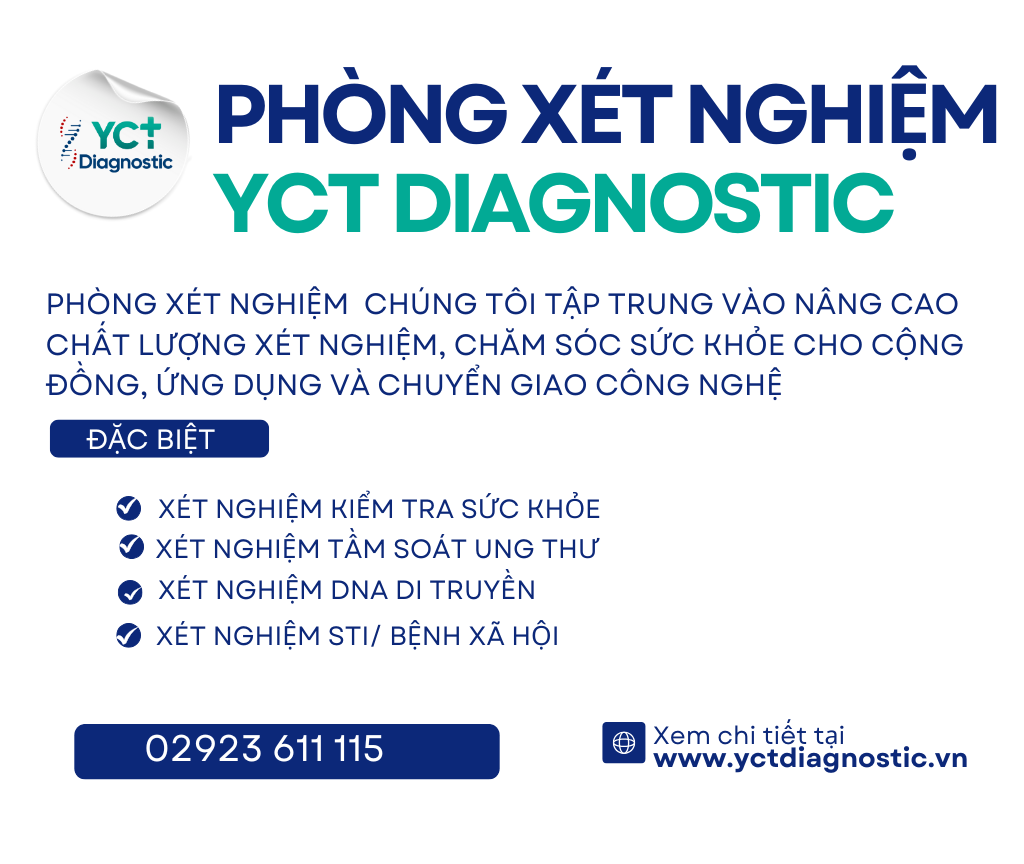 YCT
Diagnostic
PHÒNG XÉT NGHIỆM
YCT DIAGNOSTIC
PHÒNG XÉT NGHIỆM CHÚNG TÔI TẬP TRUNG VÀO NÂNG CAO
CHẤT LƯỢNG XÉT NGHIỆM, CHĂM SÓC SỨC KHỎE CHO CỘNG
ĐỒNG, ỨNG DỤNG VÀ CHUYỂN GIAO CÔNG NGHỆ
ĐẶC BIỆT
XÉT NGHIỆM KIỂM TRA SỨC KHỎE
XÉT NGHIỆM TẦM SOÁT UNG THƯ
XÉT NGHIỆM DNA DI TRUYỀN
XÉT NGHIỆM STI/ BỆNH XÃ HỘI
02923 611 115
Xem chi tiết tại
www.yctdiagnostic.vn